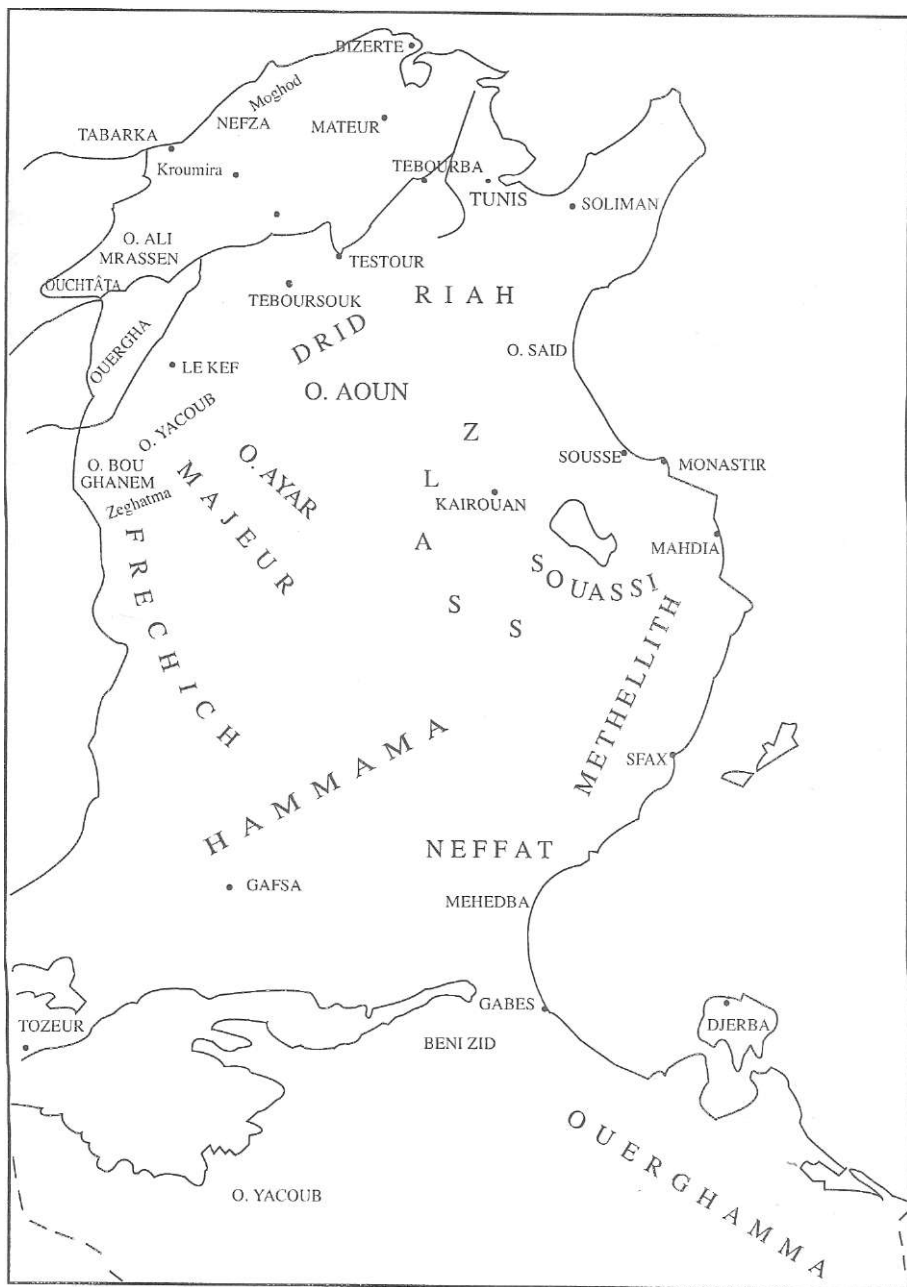 BIZERTE
Moghod
NEFZA
MATEUR
TABARKA
Kroumira
TEBOURBA
TUNIS
SOLIMAN
O. ALI
MRASSEN
TESTOUR
OUCHTÂTA
TEBOURSOUK
RIAH
DRID
OUERGHA
O. SAID
LE KEF
O. AOUN
O. YACOUB
ZLASS
O. AYAR
SOUSSE
MONASTIR
O. BOU
GHANEM
MAJEUR
KAIROUAN
Zeghatma
FRECHICH
MAHDIA
SOUASSI
METHELLITH
HAMMAMA
SFAX
NEFFAT
GAFSA
MEHEDBA
GABES
TOZEUR
BENI ZID
DJERBA
OUERGHAMMA
O. YACOUB